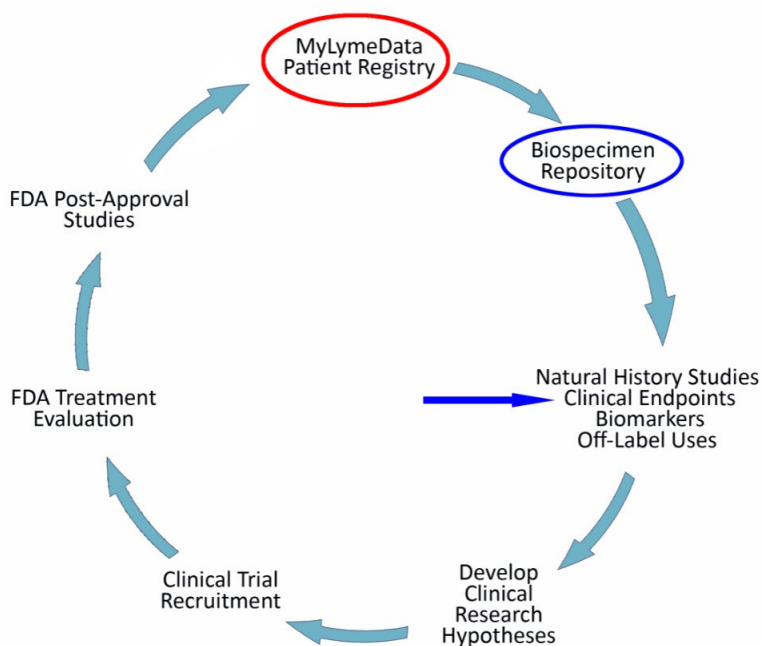 MyLymeData
Patient Registry
Biospecimen
Repository
Natural History Studies
Clinical Endpoints
Biomarkers
Off-Label Uses
Develop
Clinical
Research
Hypotheses
Clinical Trial
Recruitment
FDA Treatment
Evaluation
FDA Post-Approval
Studies